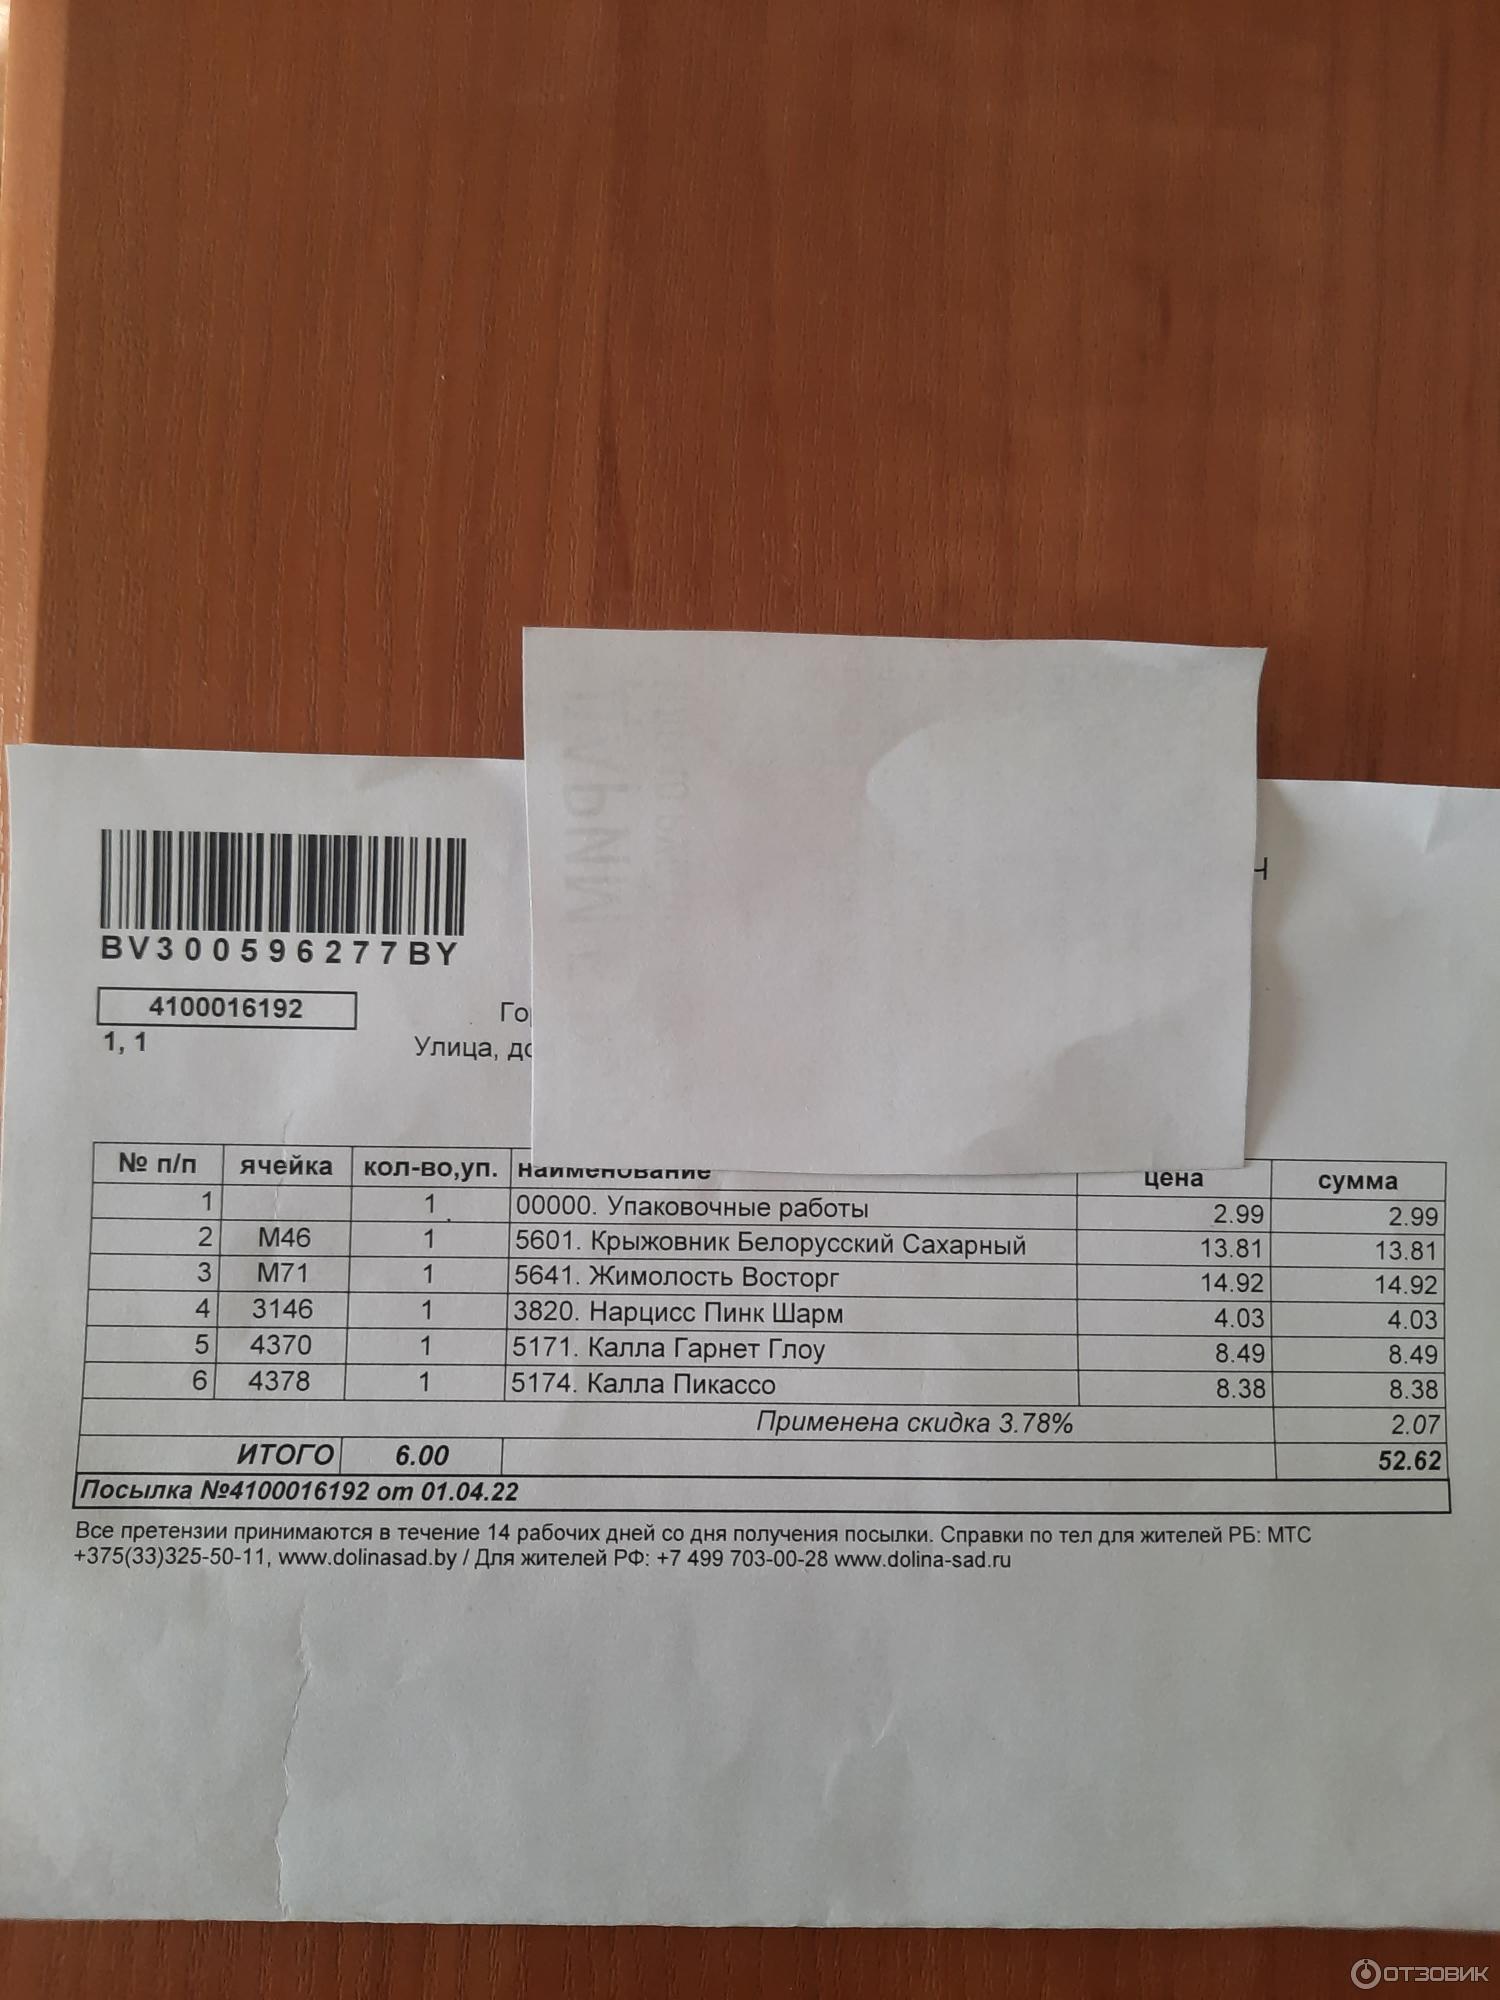 BV300596277BY
4100016192
1, 1
Улица,
№ п/п ячейка кол-во,уп. наименование цена сумма
1 1 00000. Упаковочные работы 2.99 2.99
2 М46 1 5601. Крыжовник Белорусский Сахарный 13.81 13.81
3 М71 1 5641. Жимолость Восторг 14.92 14.92
4 3146 1 3820. Нарцисс Пинк Шарм 4.03 4.03
5 4370 1 5171. Калла Гарнет Глоу 8.49 8.49
6 4378 1 5174. Калла Пикассо 8.38 8.38
Применена скидка 3.78% 2.07
ИТОГО 6.00 52.62
Посылка №4100016192 от 01.04.22
Все претензии принимаются в течение 14 рабочих дней со дня получения посылки. Справки по тел для жителей РБ: МТС
+375(33)325-50-11, www.dolinasad.by / Для жителей РФ: +7 499 703-00-28 www.dolina-sad.ru
ОТЗОВИК